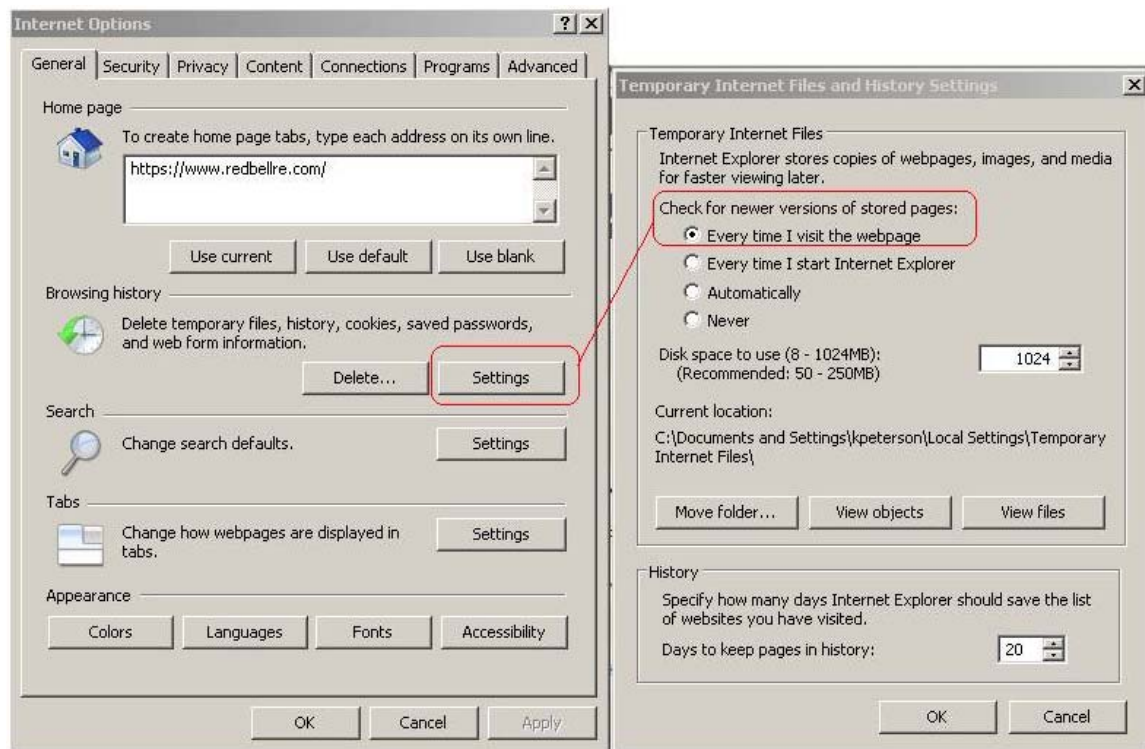 Internet Options
General
Security
Privacy
Content
Connections
Programs
Advanced
Home page
To create home page tabs, type each address on its own line.
https://www.redbellre.com/
Use current
Use default
Use blank
Browsing history
Delete temporary files, history, cookies, saved passwords,
and web form information.
Delete...
Settings
Search
Change search defaults.
Settings
Tabs
Change how webpages are displayed in
tabs.
Settings
Appearance
Colors
Languages
Fonts
Accessibility
OK
Cancel
Apply
Temporary Internet Files and History Settings
Temporary Internet Files
Internet Explorer stores copies of webpages, images, and media
for faster viewing later.
Check for newer versions of stored pages:
Every time I visit the webpage
Every time I start Internet Explorer
Automatically
Never
Disk space to use (8 - 1024MB):
(Recommended: 50 - 250MB)
1024
Current location:
C:\Documents and Settings\kpeterson\Local Settings\Temporary
Internet Files\
Move folder...
View objects
View files
History
Specify how many days Internet Explorer should save the list
of websites you have visited.
Days to keep pages in history:
20
OK
Cancel